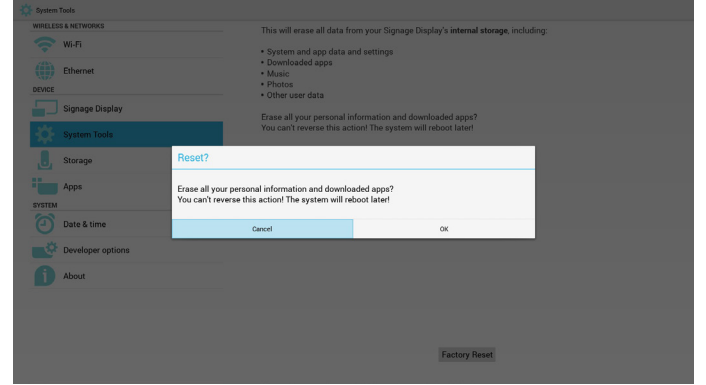 System Tools
WIRELESS & NETWORKS
Wi-Fi
Ethernet
DEVICE
Signage Display
System Tools
Storage
Apps
SYSTEM
Date & time
Developer options
About
This will erase all data from your Signage Display's internal storage, including:
• System and app data and settings
• Downloaded apps
• Music
• Photos
• Other user data
Erase all your personal information and downloaded apps?
You can't reverse this action! The system will reboot later!
Reset?
Erase all your personal information and downloaded apps?
You can't reverse this action! The system will reboot later!
Cancel OK
Factory Reset